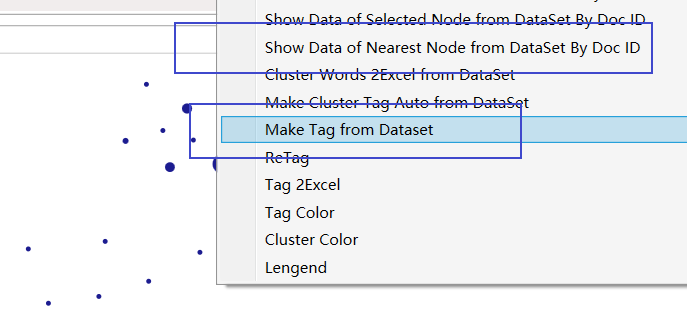 Show Data of Selected Node from DataSet By Doc ID
Show Data of Nearest Node from DataSet By Doc ID
Cluster Words 2Excel from DataSet
Make Cluster Tag Auto from DataSet
Make Tag from Dataset
ReTag
Tag 2Excel
Tag Color
Cluster Color
Lengend